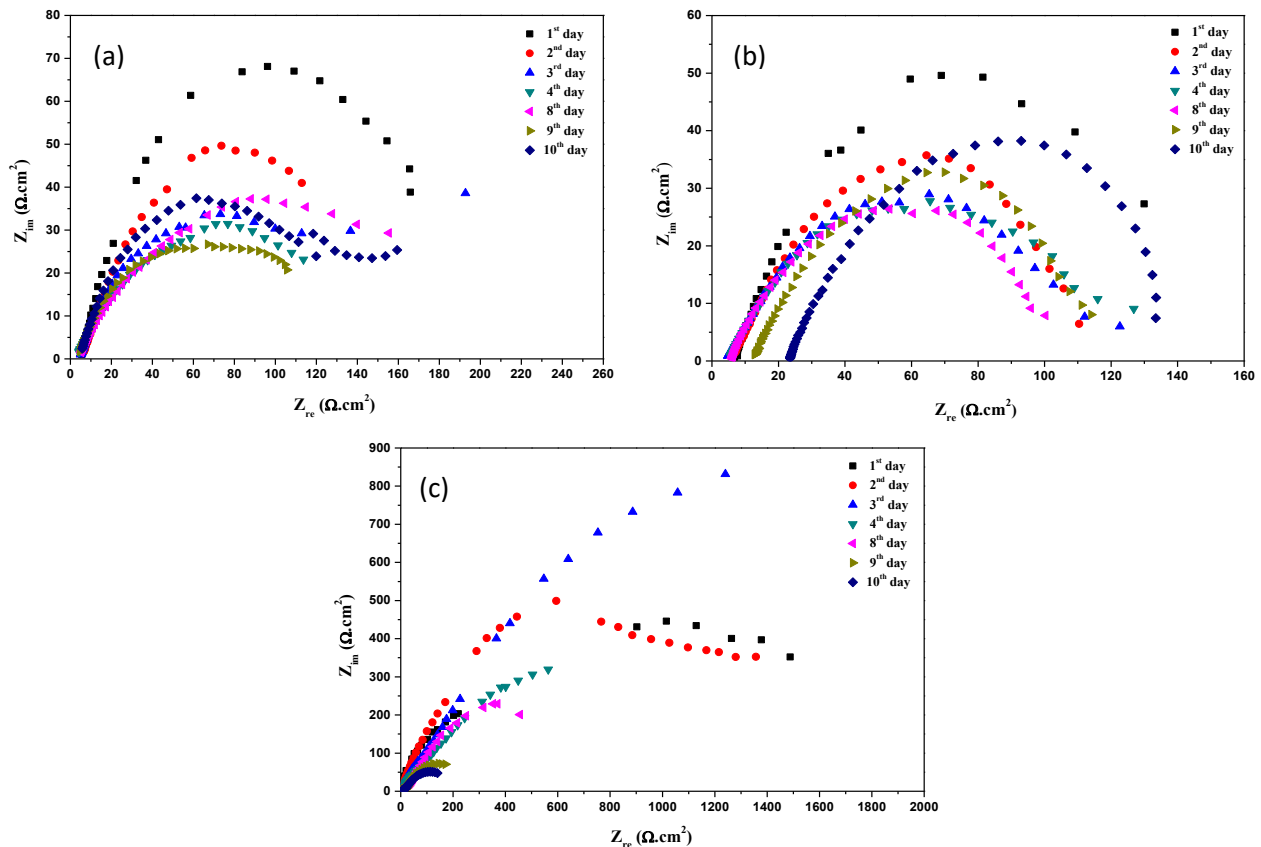 (a)
80
70
60
50
40
30
20
10
0
Z_im (Ω.cm²)
0 20 40 60 80 100 120 140 160 180 200 220 240 260
Z_re (Ω.cm²)
1st day
2nd day
3rd day
4th day
8th day
9th day
10th day
(b)
60
50
40
30
20
10
0
Z_im (Ω.cm²)
0 20 40 60 80 100 120 140 160
Z_re (Ω.cm²)
1st day
2nd day
3rd day
4th day
8th day
9th day
10th day
(c)
900
800
700
600
500
400
300
200
100
0
Z_im (Ω.cm²)
0 200 400 600 800 1000 1200 1400 1600 1800 2000
Z_re (Ω.cm²)
1st day
2nd day
3rd day
4th day
8th day
9th day
10th day